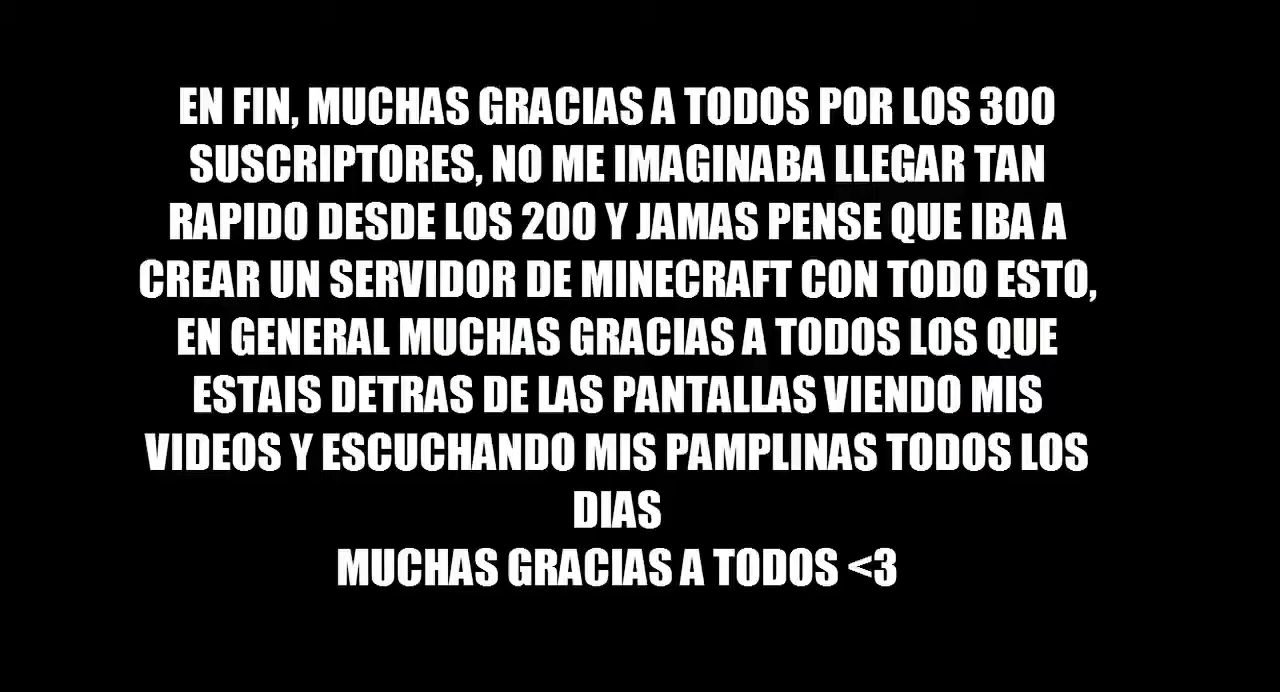 EN FIN, MUCHAS GRACIAS A TODOS POR LOS 300
SUSCRIPTORES, NO ME IMAGINABA LLEGAR TAN
RAPIDO DESDE LOS 200 Y JAMAS PENSE QUE IBA A
CREAR UN SERVIDOR DE MINECRAFT CON TODO ESTO,
EN GENERAL MUCHAS GRACIAS A TODOS LOS QUE
ESTAIS DETRAS DE LAS PANTALLAS VIENDO MIS
VIDEOS Y ESCUCHANDO MIS PAMPLINAS TODOS LOS
DIAS
MUCHAS GRACIAS A TODOS <3